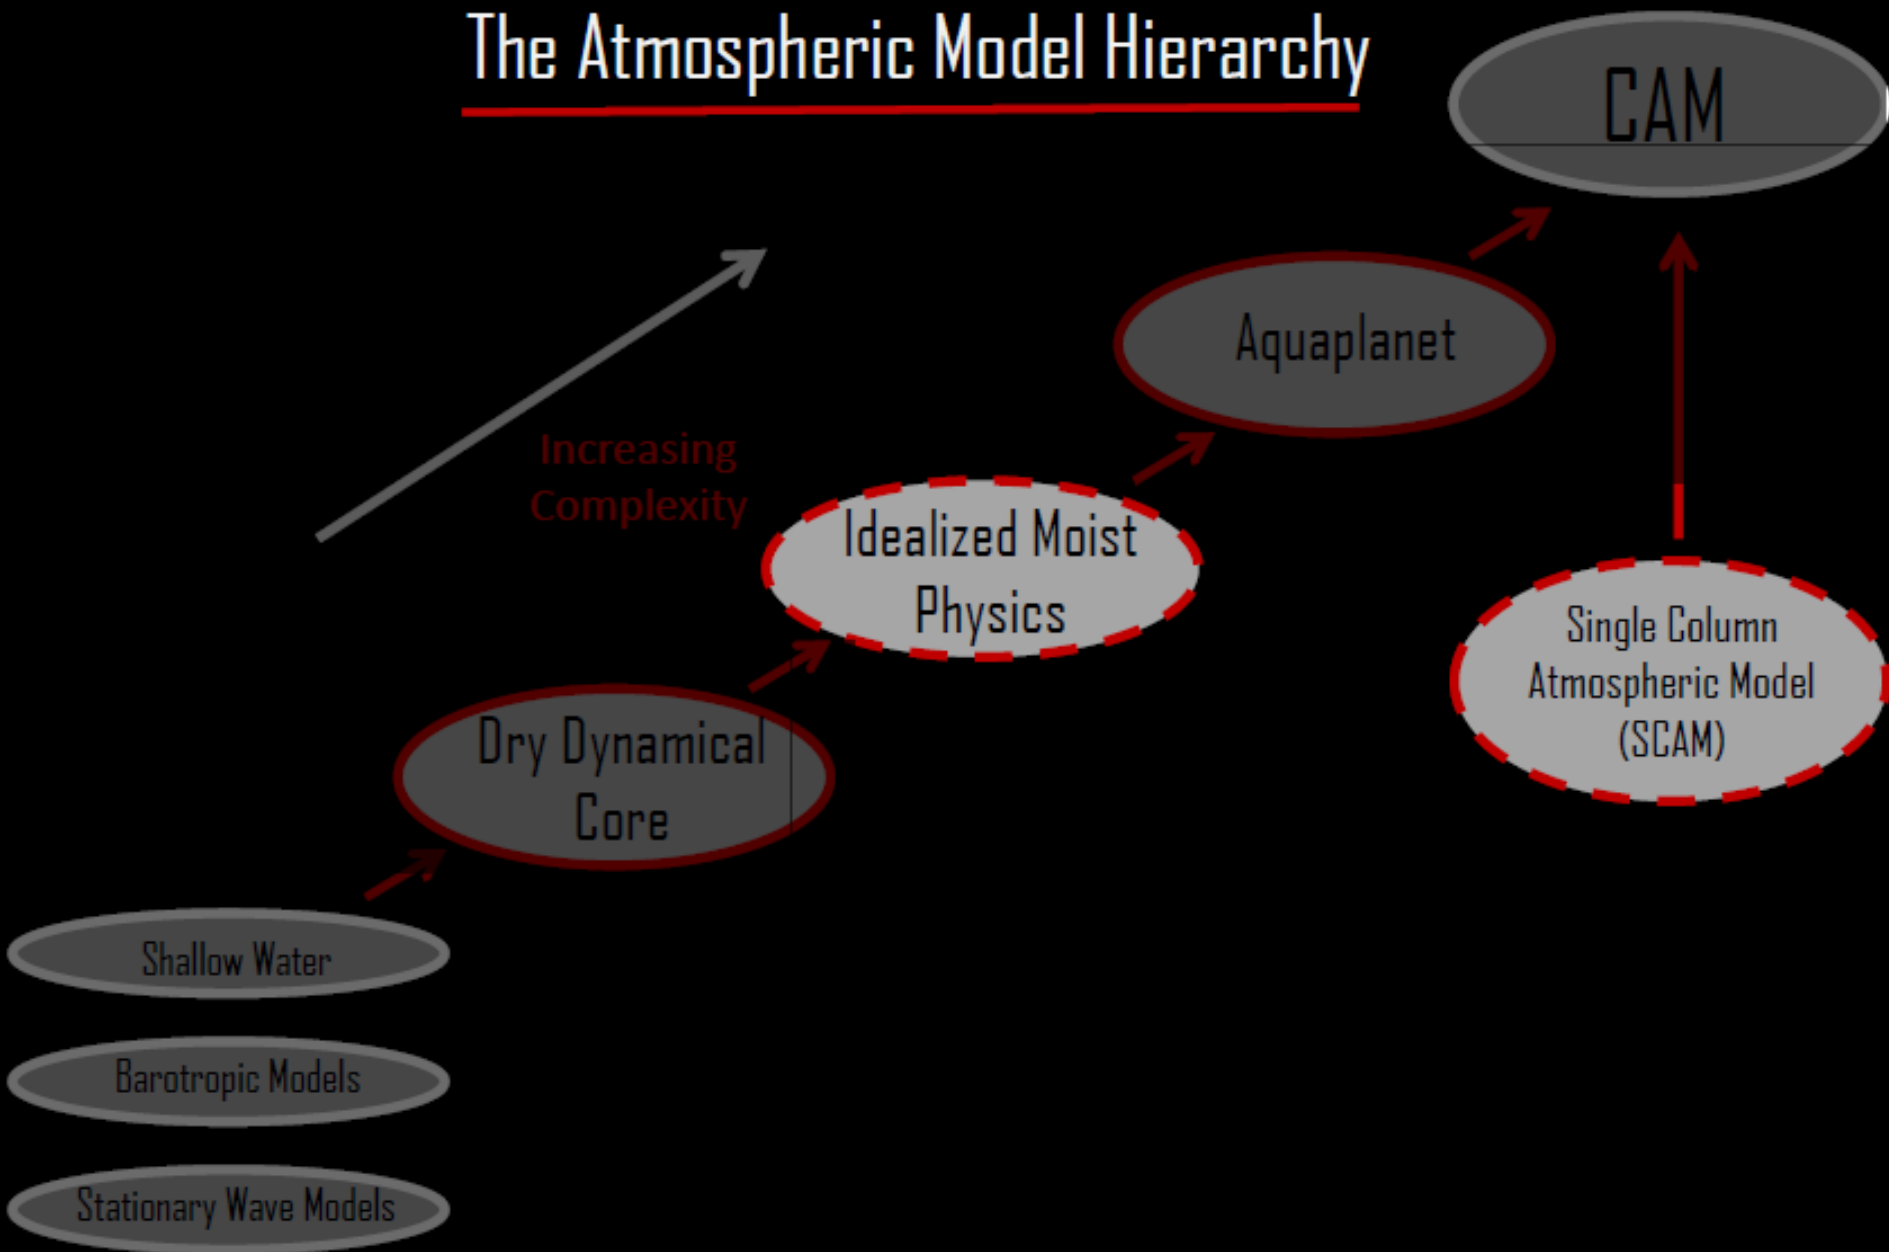 The Atmospheric Model Hierarchy
CAM
Aquaplanet
Increasing
Complexity
Idealized Moist
Physics
Single Column
Atmospheric Model
(SCAM)
Dry Dynamical
Core
Shallow Water
Barotropic Models
Stationary Wave Models